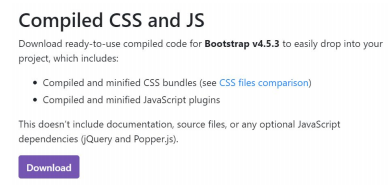 Compiled CSS and JS
Download ready-to-use compiled code for Bootstrap v4.5.3 to easily drop into your
project, which includes:
• Compiled and minified CSS bundles (see CSS files comparison)
• Compiled and minified JavaScript plugins
This doesn't include documentation, source files, or any optional JavaScript
dependencies (jQuery and Popper.js).
Download